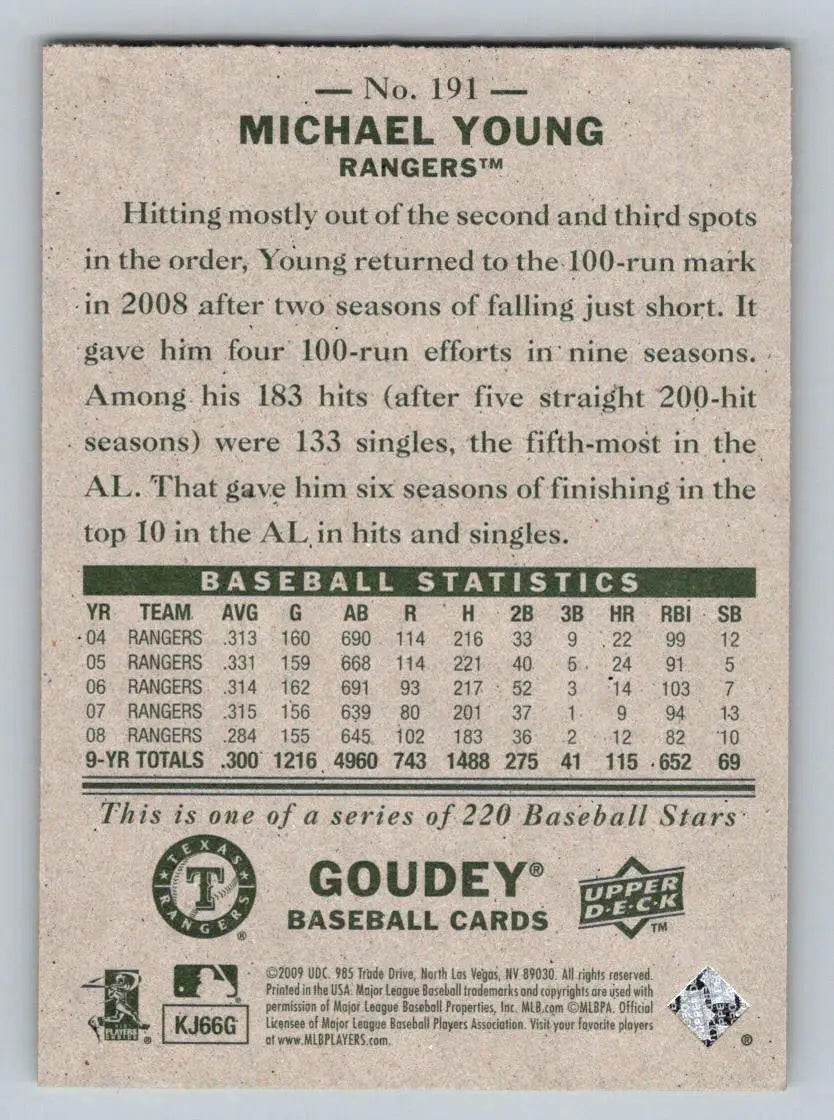 — No. 191 —
MICHAEL YOUNG
RANGERS™
Hitting mostly out of the second and third spots
in the order, Young returned to the 100-run mark
in 2008 after two seasons of falling just short. It
gave him four 100-run efforts in nine seasons.
Among his 183 hits (after five straight 200-hit
seasons) were 133 singles, the fifth-most in the
AL. That gave him six seasons of finishing in the
top 10 in the AL in hits and singles.
BASEBALL STATISTICS
YR TEAM AVG G AB R H 2B 3B HR RBI SB
04 RANGERS .313 160 690 114 216 33 9 22 99 12
05 RANGERS .331 159 668 114 221 40 5 24 91 5
06 RANGERS .314 162 691 93 217 52 3 14 103 7
07 RANGERS .315 156 639 80 201 37 1 9 94 13
08 RANGERS .284 155 645 102 183 36 2 12 82 10
9-YR TOTALS .300 1216 4960 743 1488 275 41 115 652 69
This is one of a series of 220 Baseball Stars
TEXAS RANGERS T ®
GOUDEY®
BASEBALL CARDS
UPPER DECK ™
©2009 UDC. 985 Trade Drive, North Las Vegas, NV 89030. All rights reserved.
Printed in the USA. Major League Baseball trademarks and copyrights are used with
permission of Major League Baseball Properties, Inc. MLB.com ©MLBPA. Official
Licensee of Major League Baseball Players Association. Visit your favorite players
at www.MLBPLAYERS.com.
PLAYERS CHOICE ®
KJ66G
®